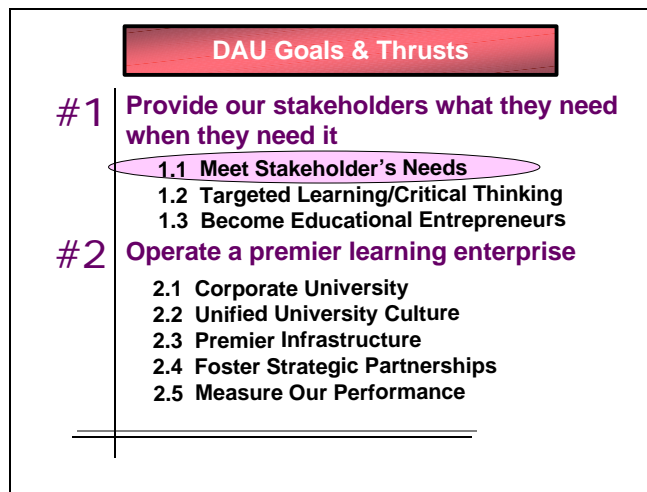 DAU Goals & Thrusts
#1 Provide our stakeholders what they need
when they need it
1.1 Meet Stakeholder's Needs
1.2 Targeted Learning/Critical Thinking
1.3 Become Educational Entrepreneurs
#2 Operate a premier learning enterprise
2.1 Corporate University
2.2 Unified University Culture
2.3 Premier Infrastructure
2.4 Foster Strategic Partnerships
2.5 Measure Our Performance